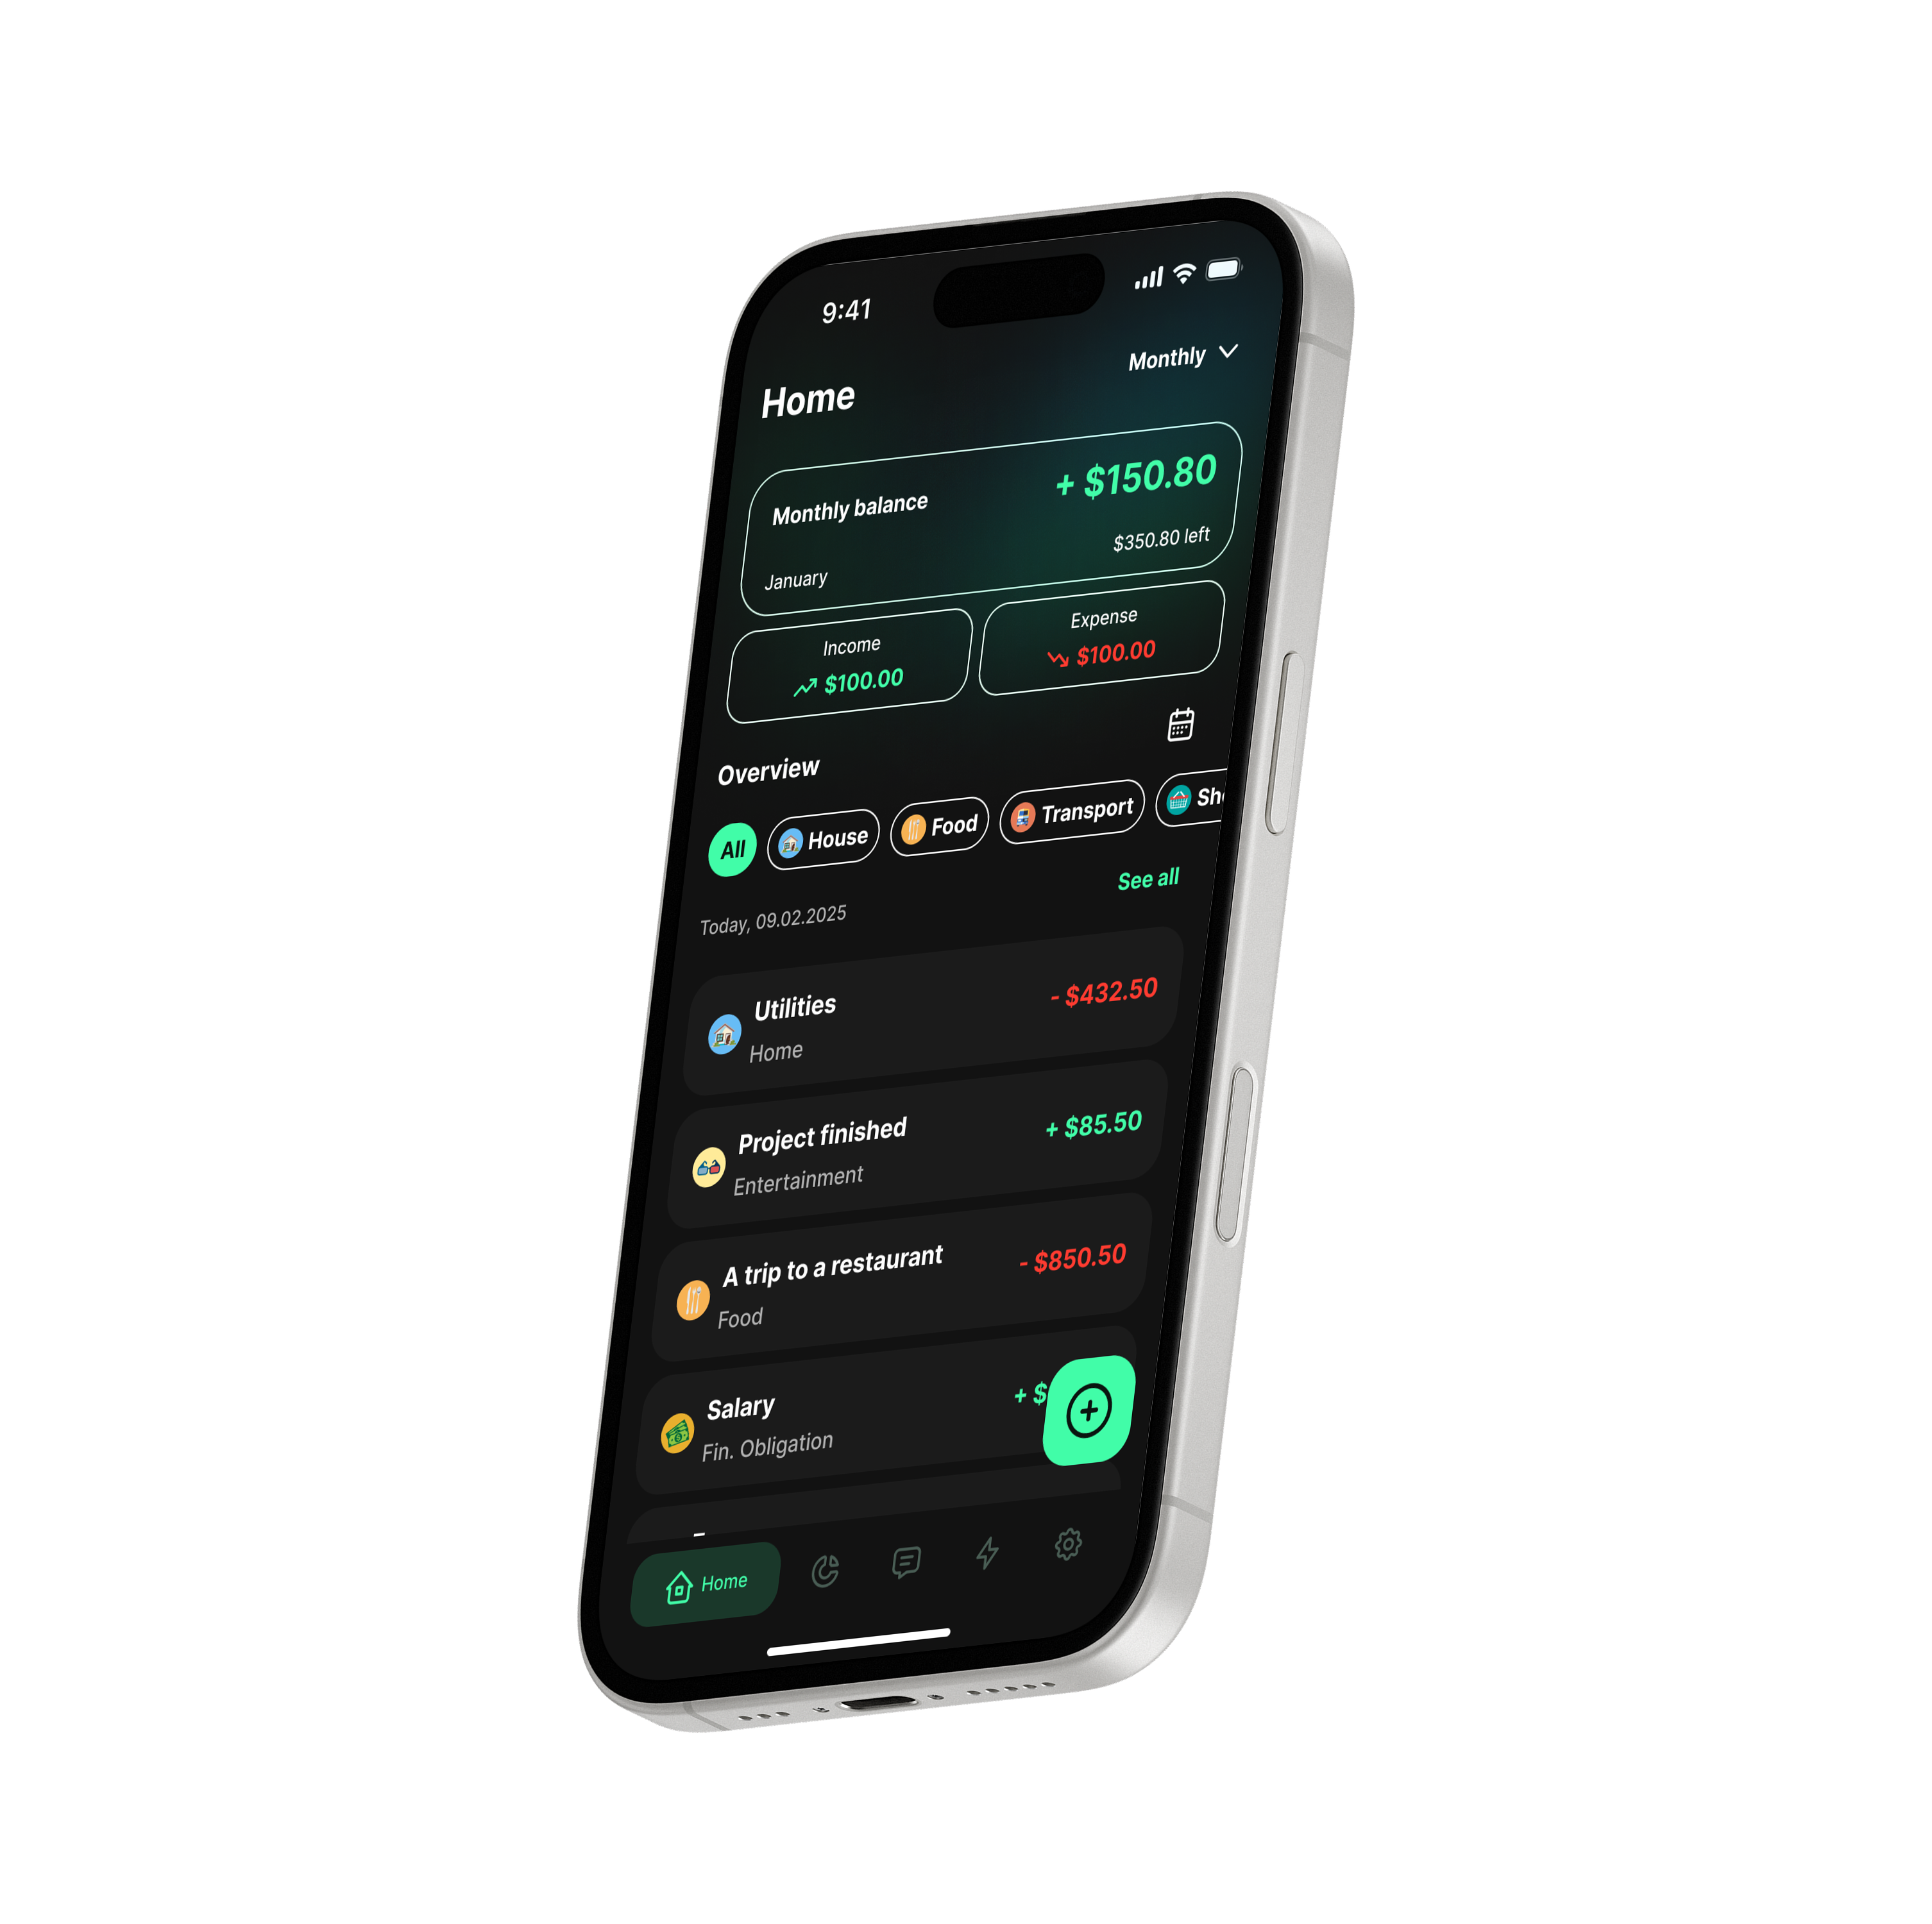 9:41
Monthly
Home
Monthly balance
+ $150.80
$350.80 left
January
Income
$100.00
Expense
$100.00
Overview
All
House
Food
Transport
See all
Today, 09.02.2025
Utilities
- $432.50
Home
Project finished
+ $85.50
Entertainment
A trip to a restaurant
- $850.50
Food
Salary
+ $
Fin. Obligation
Home